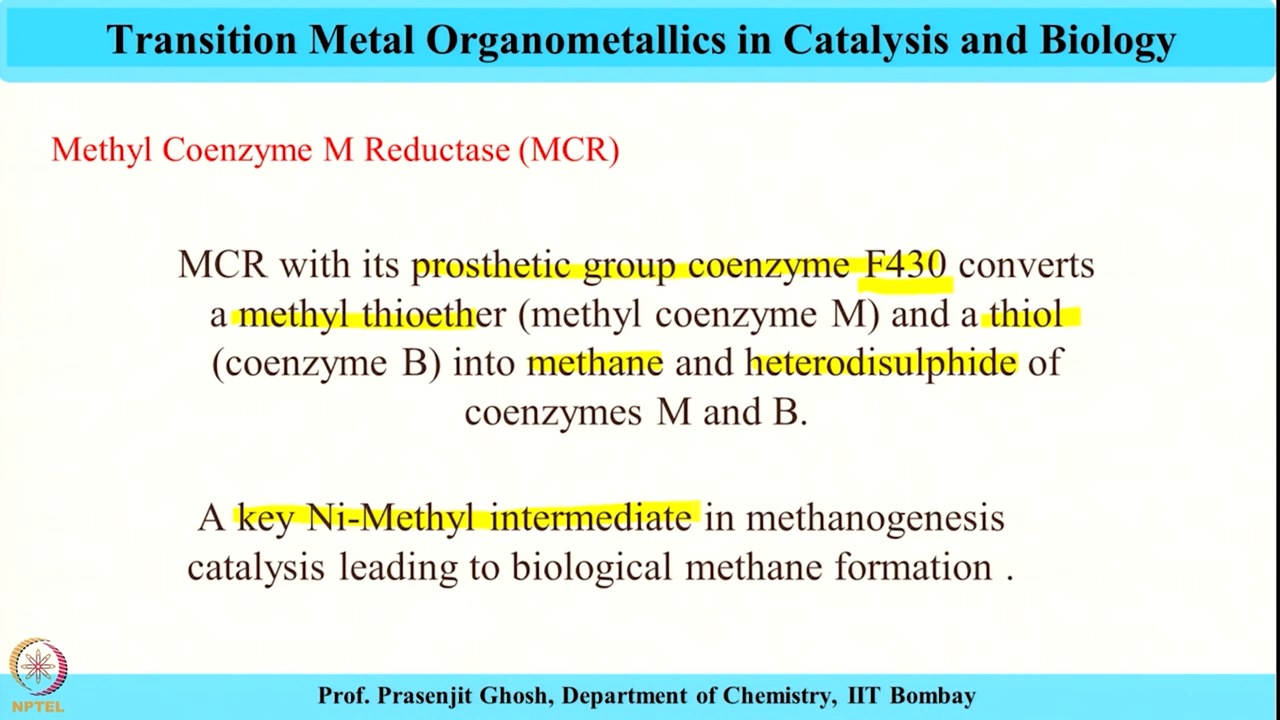 Transition Metal Organometallics in Catalysis and Biology
Methyl Coenzyme M Reductase (MCR)
MCR with its prosthetic group coenzyme F430 converts
a methyl thioether (methyl coenzyme M) and a thiol
(coenzyme B) into methane and heterodisulphide of
coenzymes M and B.
A key Ni-Methyl intermediate in methanogenesis
catalysis leading to biological methane formation .
NPTEL
Prof. Prasenjit Ghosh, Department of Chemistry, IIT Bombay